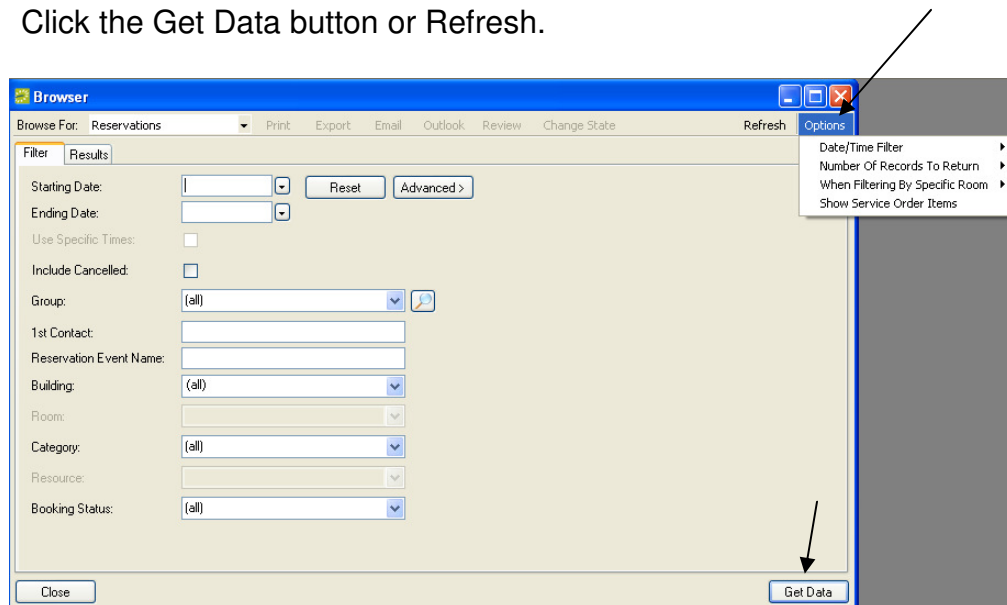 Click the Get Data button or Refresh.
Browser
Browse For: Reservations Print Export Email Outlook Review Change State Refresh Options
Filter Results
Date/Time Filter
Number Of Records To Return
When Filtering By Specific Room
Show Service Order Items
Starting Date: Reset Advanced >
Ending Date:
Use Specific Times:
Include Cancelled:
Group: (all)
1st Contact:
Reservation Event Name:
Building: (all)
Room:
Category: (all)
Resource:
Booking Status: (all)
Close Get Data